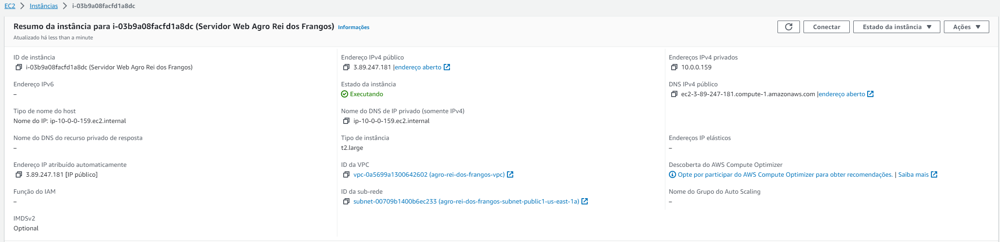 EC2 > Instâncias > i-03b9a08facfd1a8dc
Resumo da instância para i-03b9a08facfd1a8dc (Servidor Web Agro Rei dos Frangos) Informações
Conectar
Estado da instância
Ações
Atualizado há less than a minute
ID de instância
i-03b9a08facfd1a8dc (Servidor Web Agro Rei dos Frangos)
Endereço IPv6
–
Tipo de nome do host
Nome do IP: ip-10-0-0-159.ec2.internal
Nome do DNS do recurso privado de resposta
–
Endereço IP atribuído automaticamente
3.89.247.181 [IP público]
Função do IAM
–
IMDSv2
Optional
Endereço IPv4 público
3.89.247.181 |endereço aberto
Estado da instância
Executando
Nome do DNS de IP privado (somente IPv4)
ip-10-0-0-159.ec2.internal
Tipo de instância
t2.large
ID da VPC
vpc-0a5699a1300642602 (agro-rei-dos-frangos-vpc)
ID da sub-rede
subnet-00709b1400b6ec233 (agro-rei-dos-frangos-subnet-public1-us-east-1a)
Endereços IPv4 privados
10.0.0.159
DNS IPv4 público
ec2-3-89-247-181.compute-1.amazonaws.com |endereço aberto
Endereços IP elásticos
–
Descoberta do AWS Compute Optimizer
Opte por participar do AWS Compute Optimizer para obter recomendações. | Saiba mais
Nome do Grupo do Auto Scaling
–